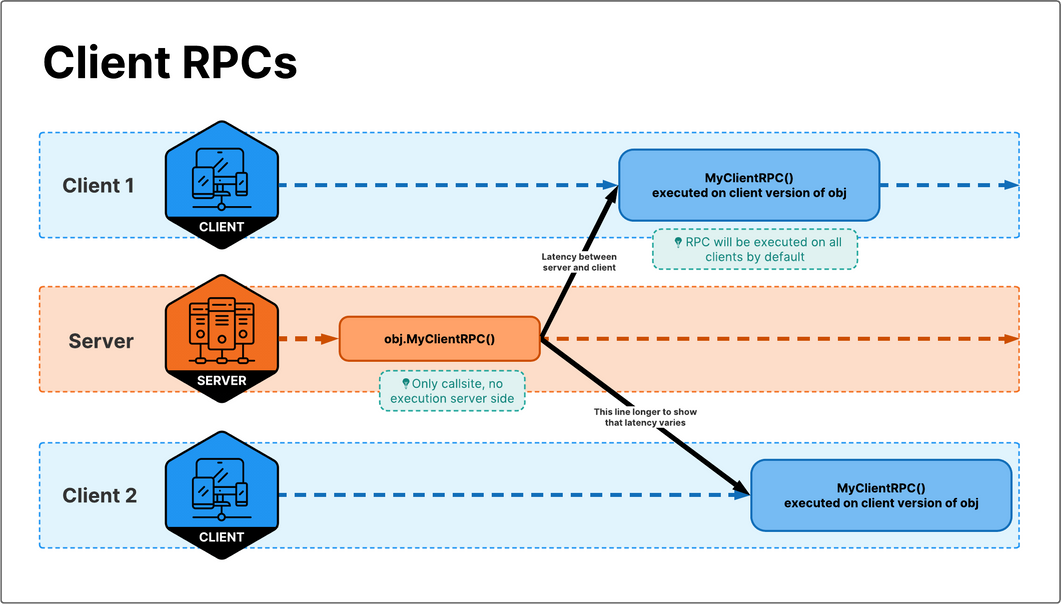 Client RPCs
Client 1
CLIENT
MyClientRPC()
executed on client version of obj
RPC will be executed on all
clients by default
Latency between
server and client
Server
SERVER
obj.MyClientRPC()
Only callsite, no
execution server side
This line longer to show
that latency varies
Client 2
CLIENT
MyClientRPC()
executed on client version of obj